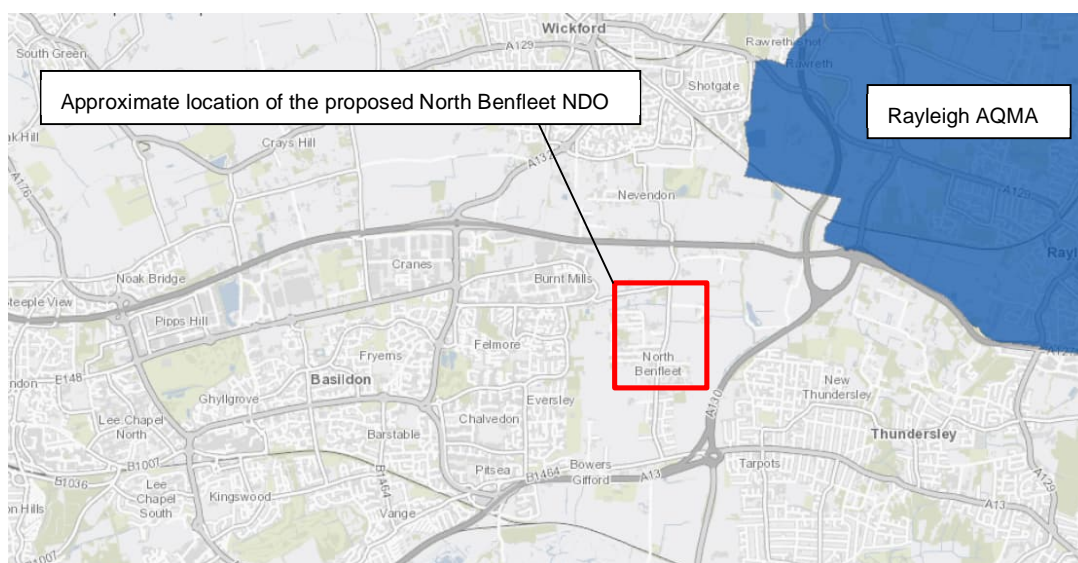 Wickford
A129
South Green
Rawreth
Shotgate
Approximate location of the proposed North Benfleet NDO
Rayleigh AQMA
Crays Hill
A132
A176
A129
Nevendon
Noak Bridge
Cranes
Burnt Mills
Steeple View
Pipps Hill
Fryerns
Felmore
North
Benfleet
E148
Basildon
Ghyllgrove
Eversley
A130
New
Thundersley
Lee Chapel
North
Chalvedon
Barstable
Thundersley
B1007
Pitsea
B1464
Bowers
Gifford
A13
Tarpots
B1036
Lee
Chapel
South
Kingswood
B1464
Vange
A13
A129
B1007